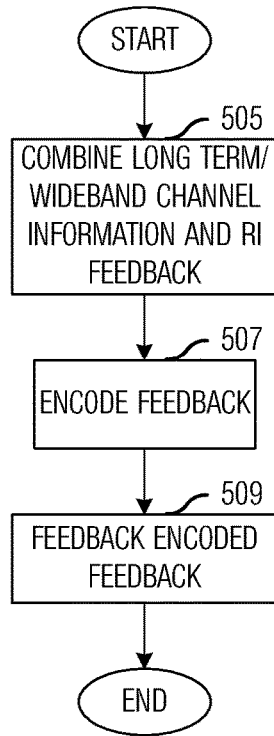 START
505
COMBINE LONG TERM/
WIDEBAND CHANNEL
INFORMATION AND RI
FEEDBACK
507
ENCODE FEEDBACK
509
FEEDBACK ENCODED
FEEDBACK
END